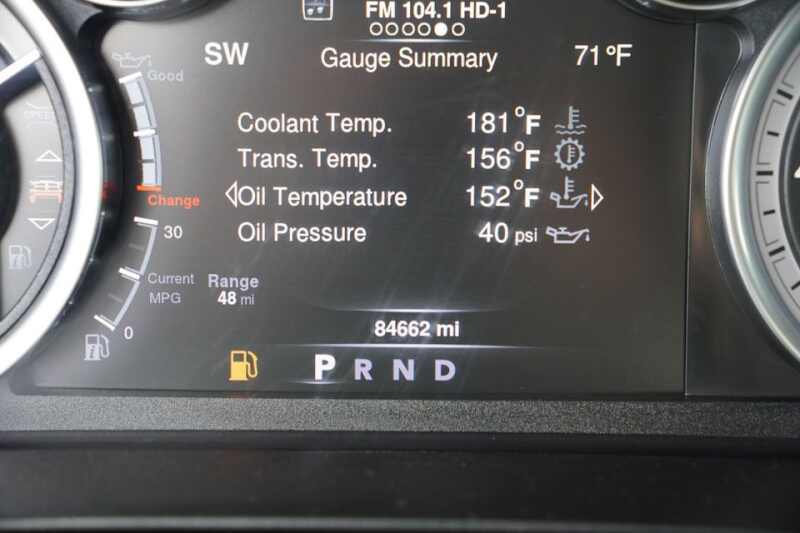 FM 104.1 HD-1
SW
Gauge Summary
71°F
Good
Coolant Temp. 181°F
Trans. Temp. 156°F
Oil Temperature 152°F
Oil Pressure 40 psi
Change
30
Current
MPG
0
Range
48 mi
84662 mi
P R N D